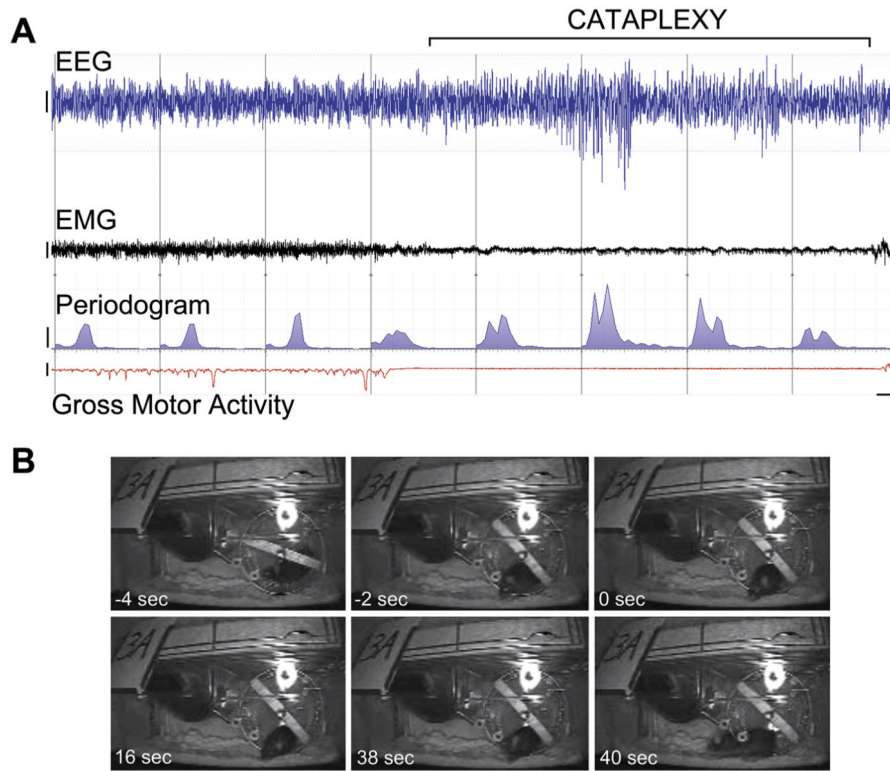 CATAPLEXY
A
EEG
EMG
Periodogram
Gross Motor Activity
B
3A
-4 sec
3A
-2 sec
3A
0 sec
3A
16 sec
3A
38 sec
3A
40 sec